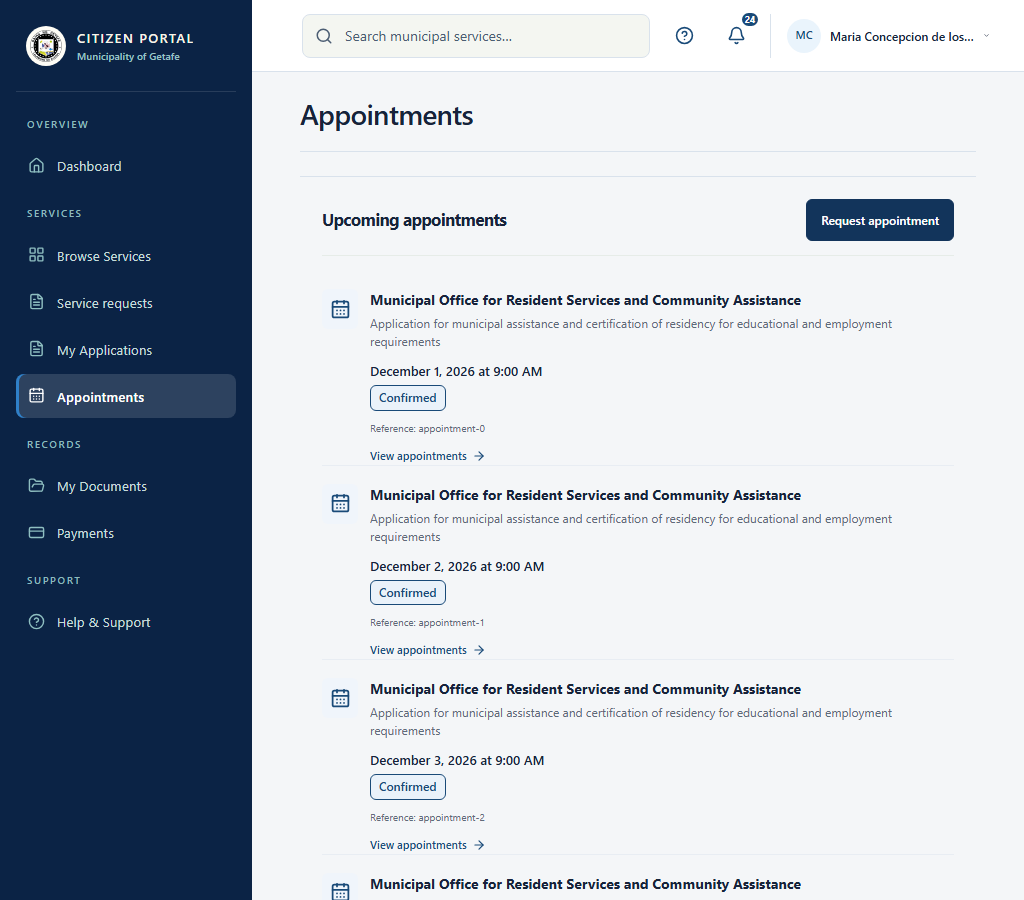 CITIZEN PORTAL
Municipality of Getafe
OVERVIEW
Dashboard
SERVICES
Browse Services
Service requests
My Applications
Appointments
RECORDS
My Documents
Payments
SUPPORT
Help & Support
Search municipal services...
24
MC
Maria Concepcion de los...
Appointments
Upcoming appointments
Request appointment
Municipal Office for Resident Services and Community Assistance
Application for municipal assistance and certification of residency for educational and employment
requirements
December 1, 2026 at 9:00 AM
Confirmed
Reference: appointment-0
View appointments
Municipal Office for Resident Services and Community Assistance
Application for municipal assistance and certification of residency for educational and employment
requirements
December 2, 2026 at 9:00 AM
Confirmed
Reference: appointment-1
View appointments
Municipal Office for Resident Services and Community Assistance
Application for municipal assistance and certification of residency for educational and employment
requirements
December 3, 2026 at 9:00 AM
Confirmed
Reference: appointment-2
View appointments
Municipal Office for Resident Services and Community Assistance